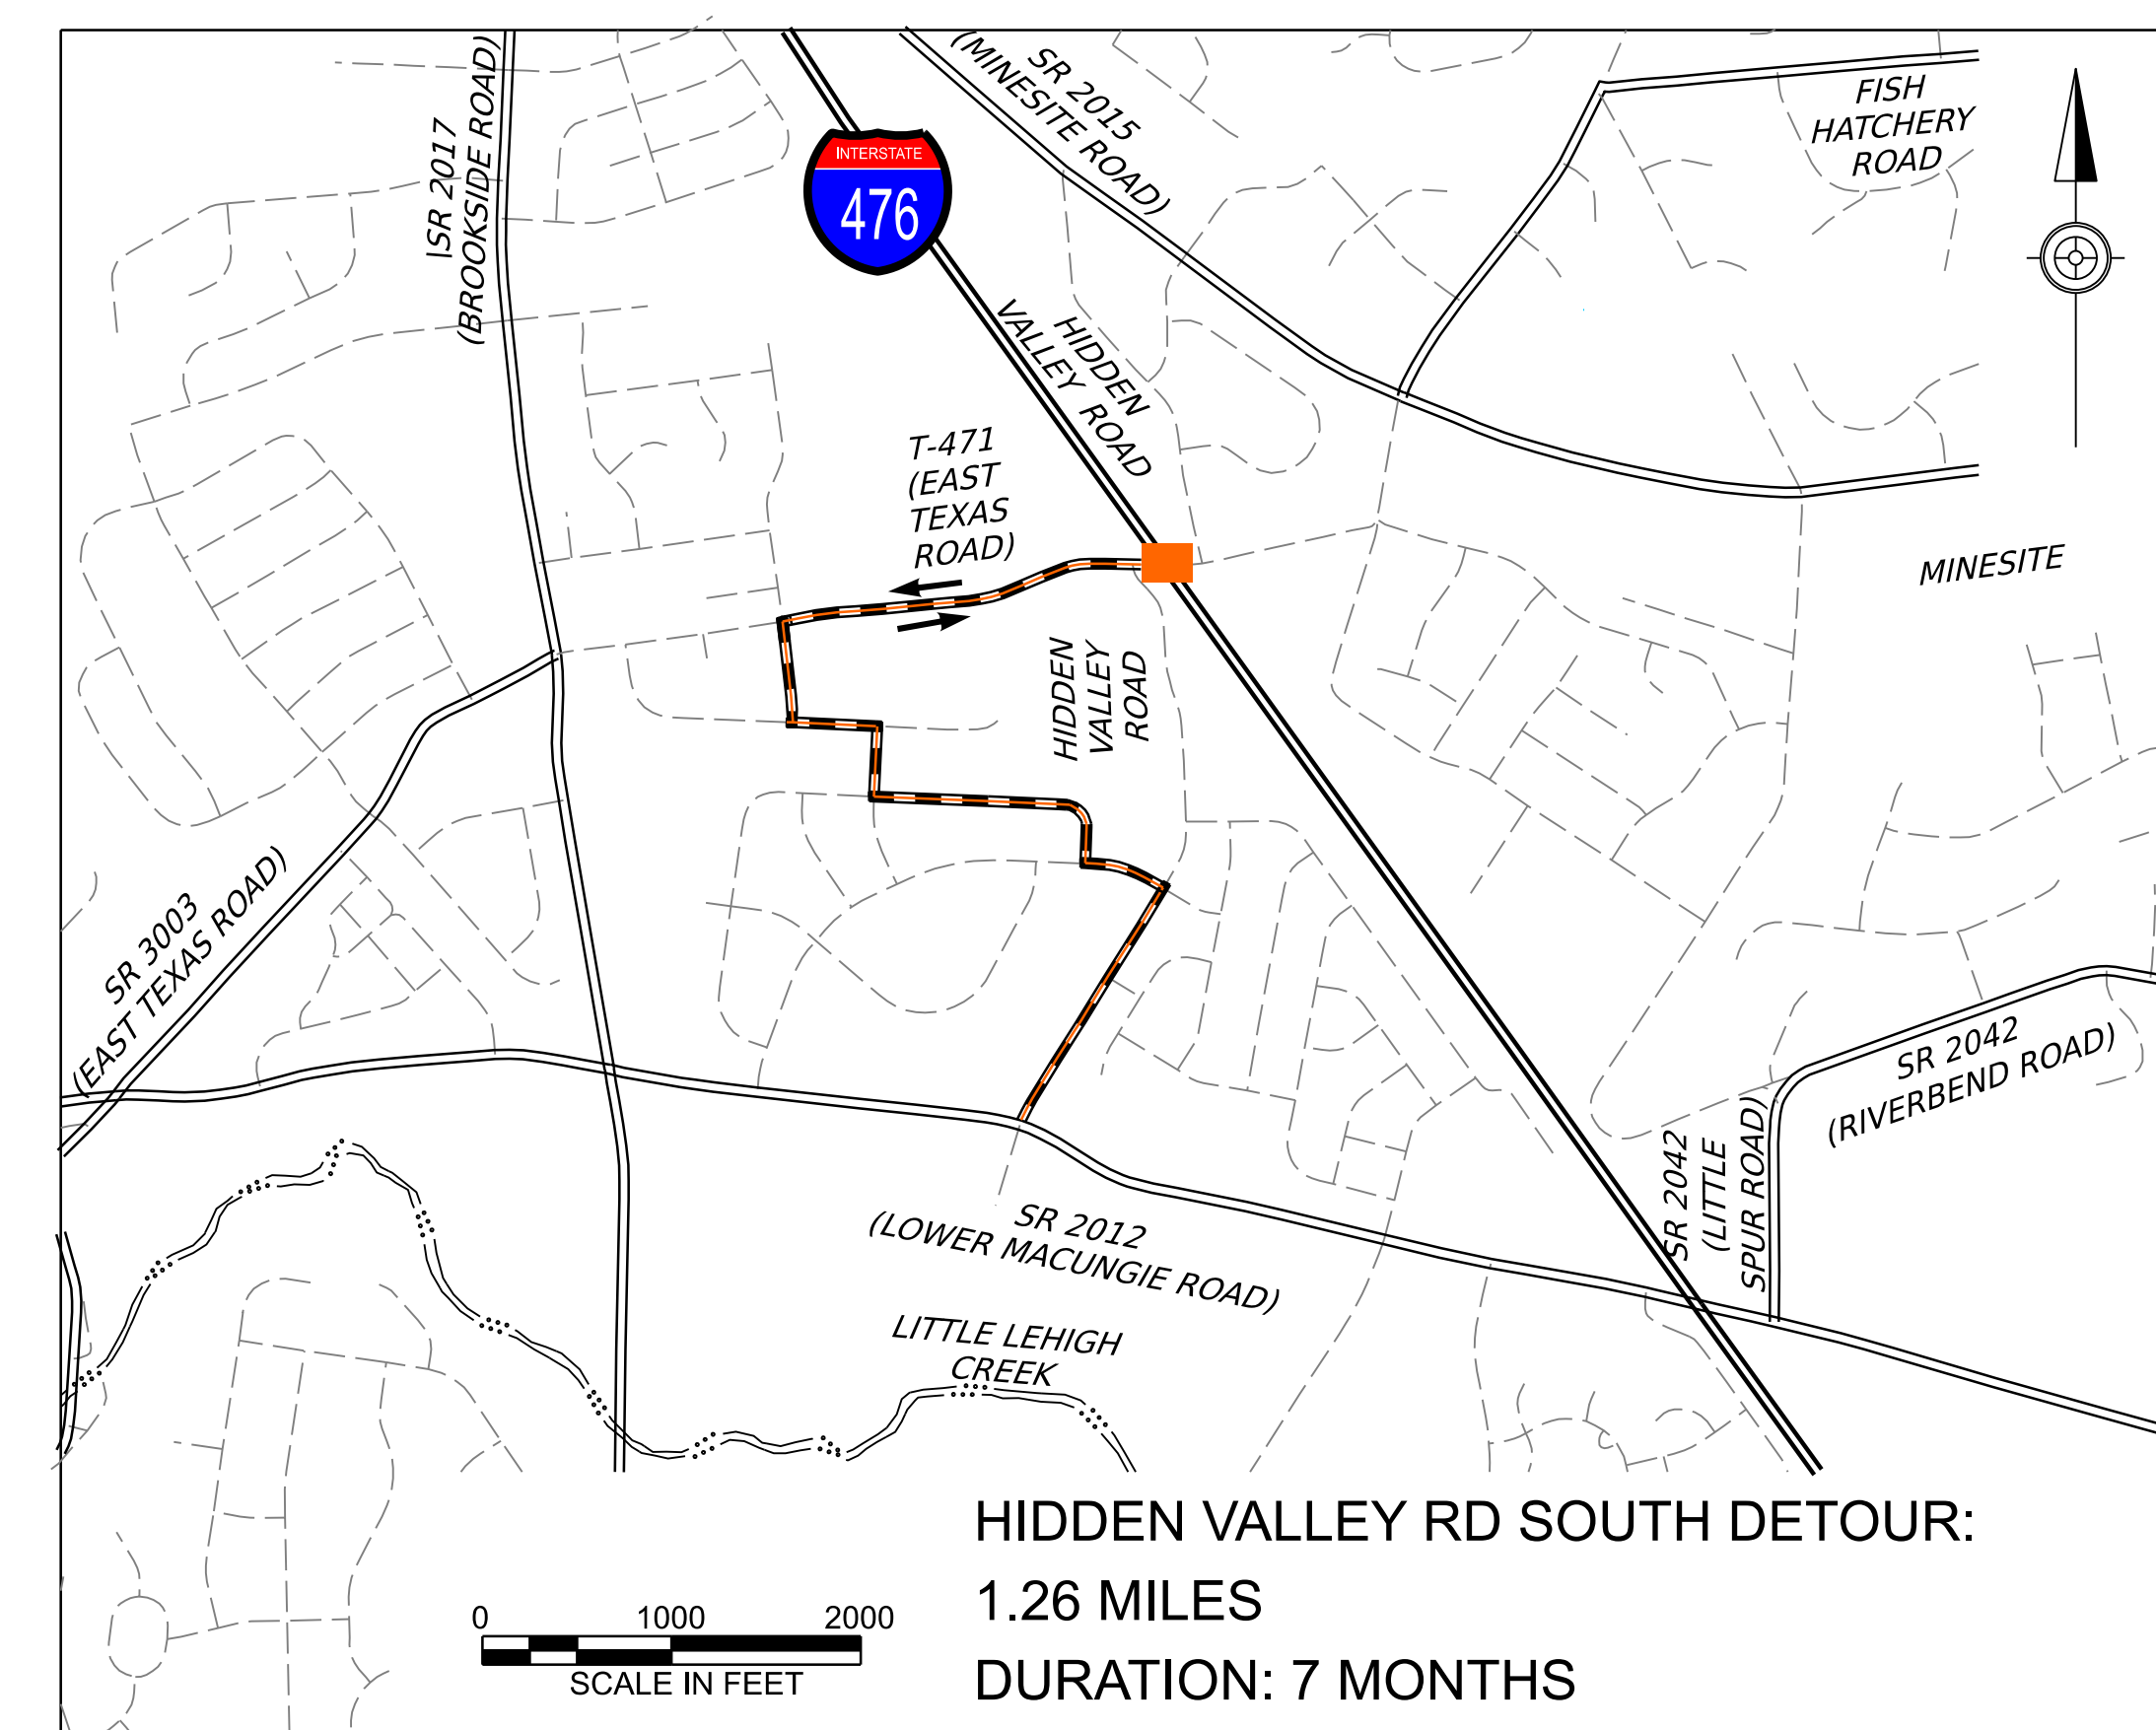 SR 2017
(BROOKSIDE ROAD)
INTERSTATE
476
SR 2015
(MINESITE ROAD)
FISH
HATCHERY
ROAD
HIDDEN
VALLEY ROAD
T-471
(EAST
TEXAS
ROAD)
MINESITE
HIDDEN
VALLEY
ROAD
SR 3003
(EAST TEXAS ROAD)
SR 2042
(RIVERBEND ROAD)
SR 2042
(LITTLE
SPUR ROAD)
SR 2012
(LOWER MACUNGIE ROAD)
LITTLE LEHIGH
CREEK
HIDDEN VALLEY RD SOUTH DETOUR:
1.26 MILES
DURATION: 7 MONTHS
0 1000 2000
SCALE IN FEET